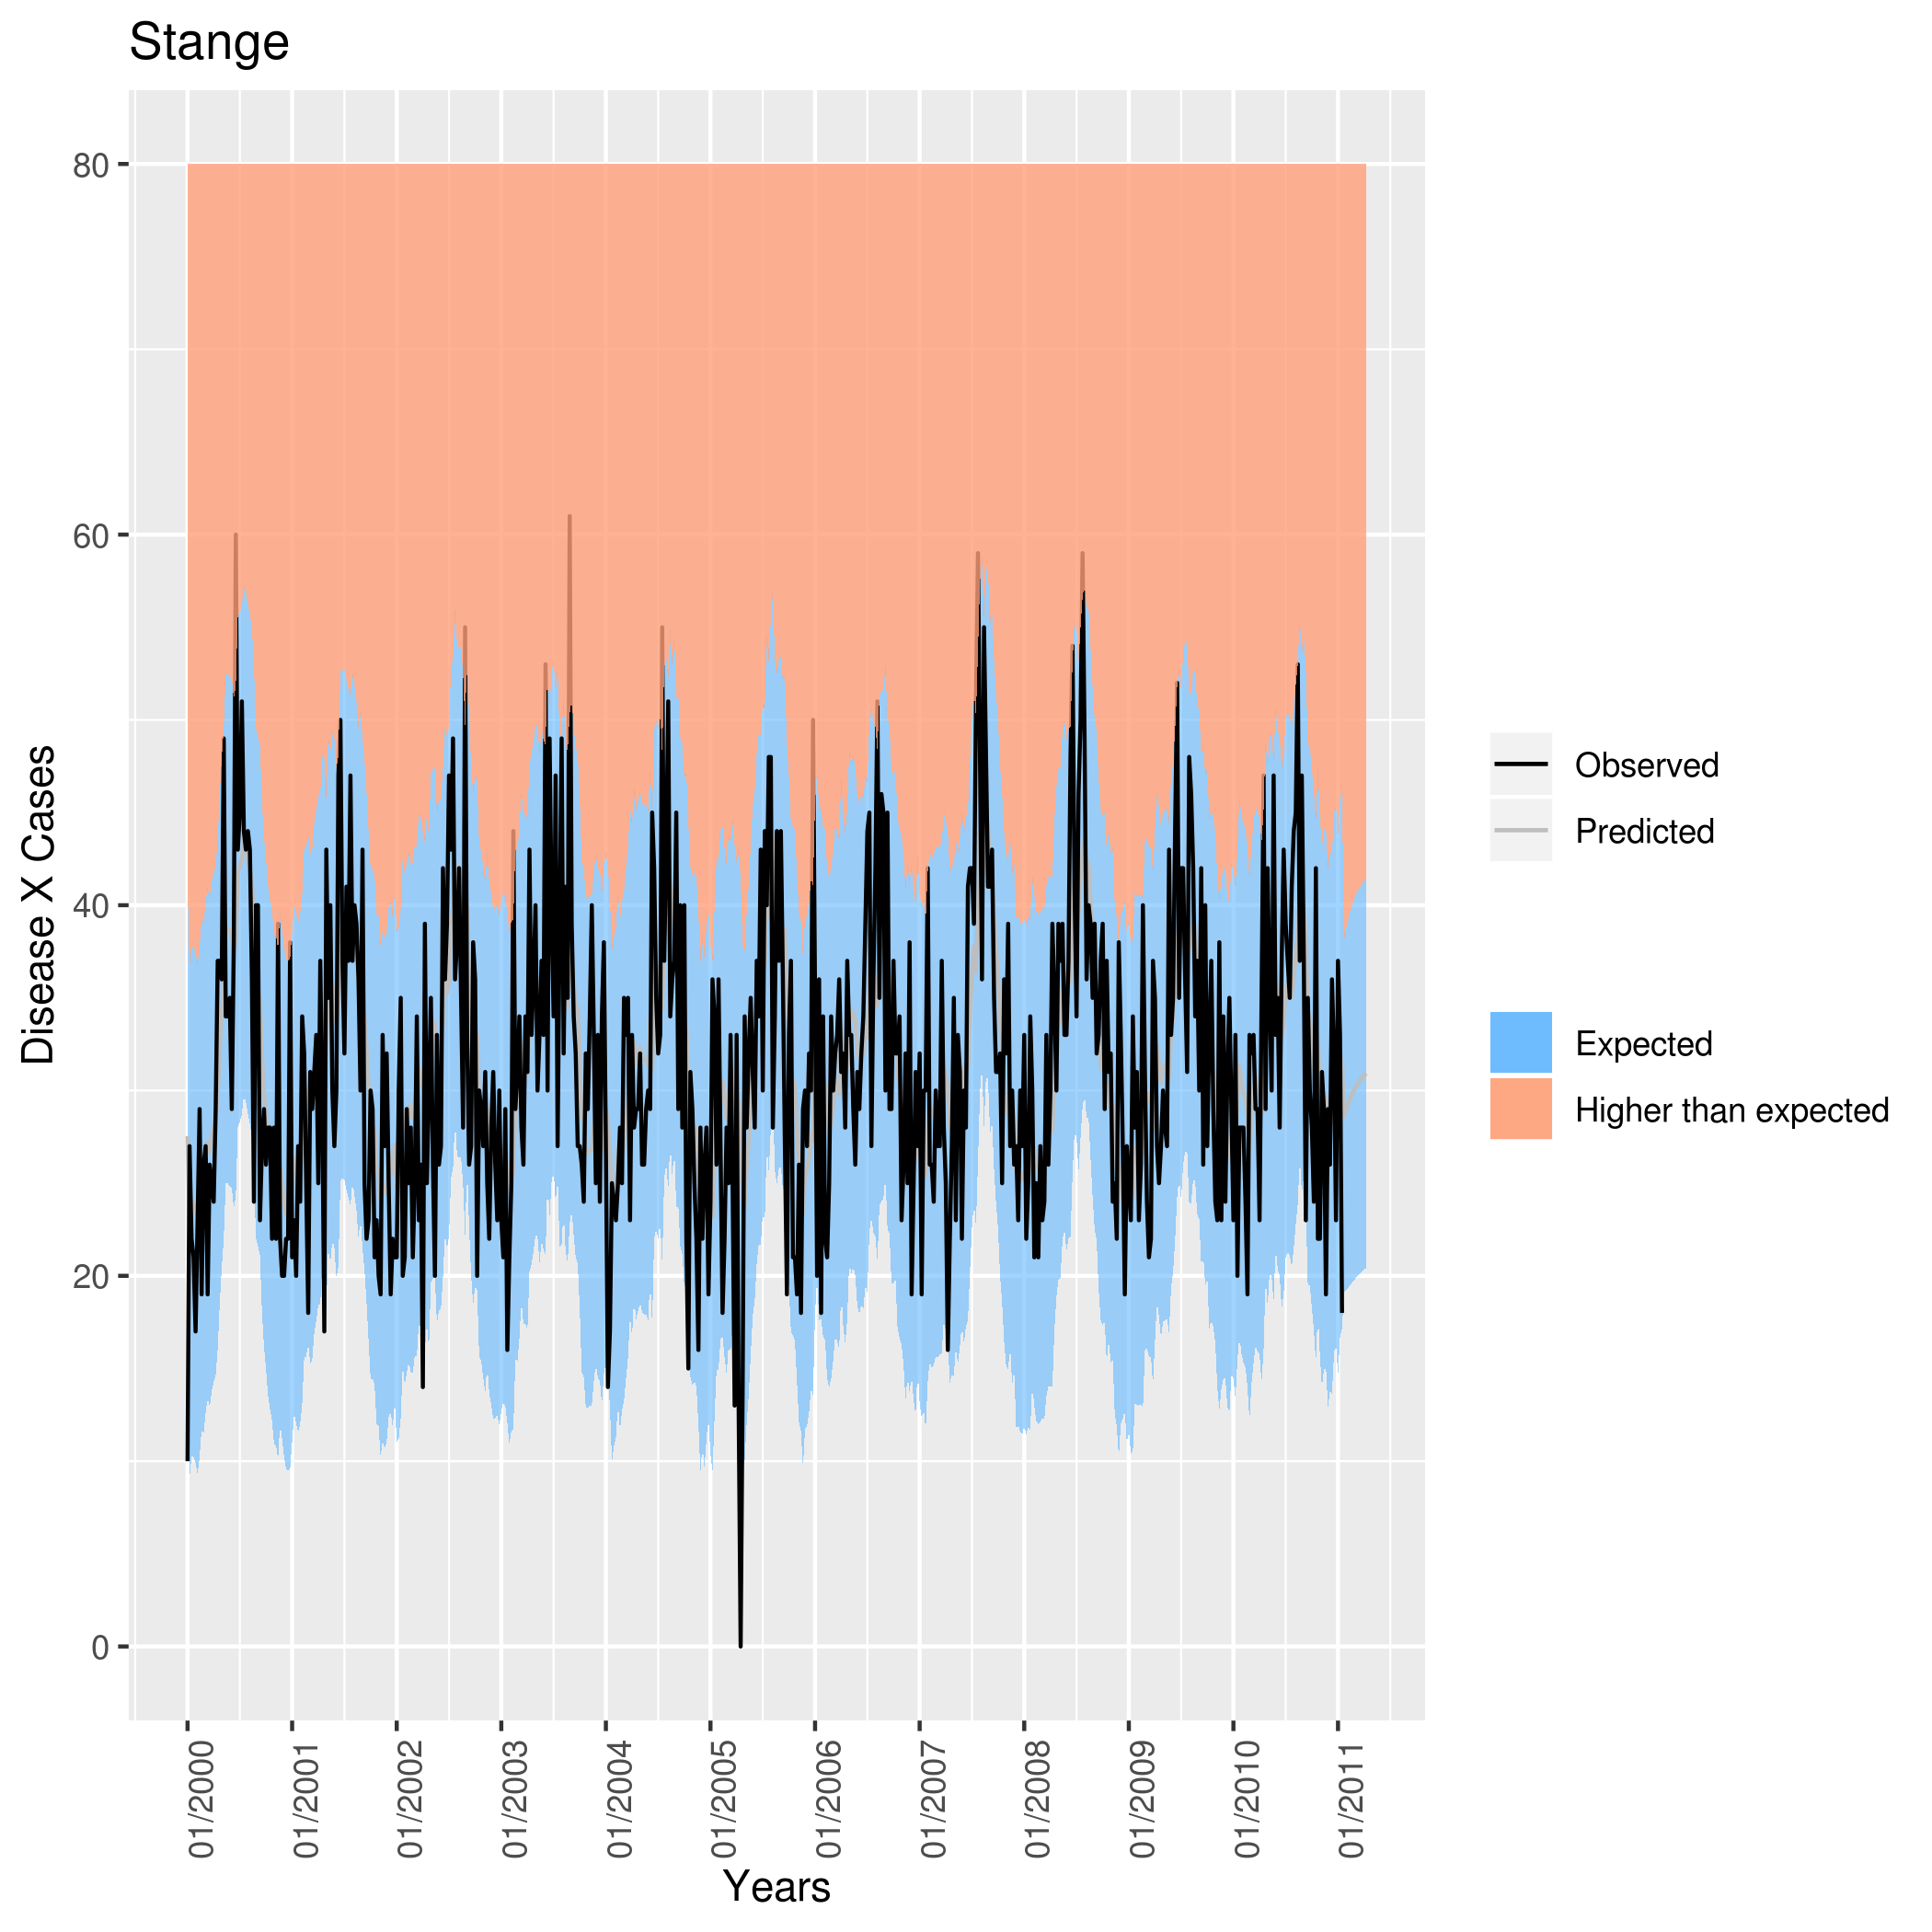 Stange
Disease X Cases
80
60
40
20
0
01/2000
01/2001
01/2002
01/2003
01/2004
01/2005
01/2006
01/2007
01/2008
01/2009
01/2010
01/2011
Years
Observed
Predicted
Expected
Higher than expected